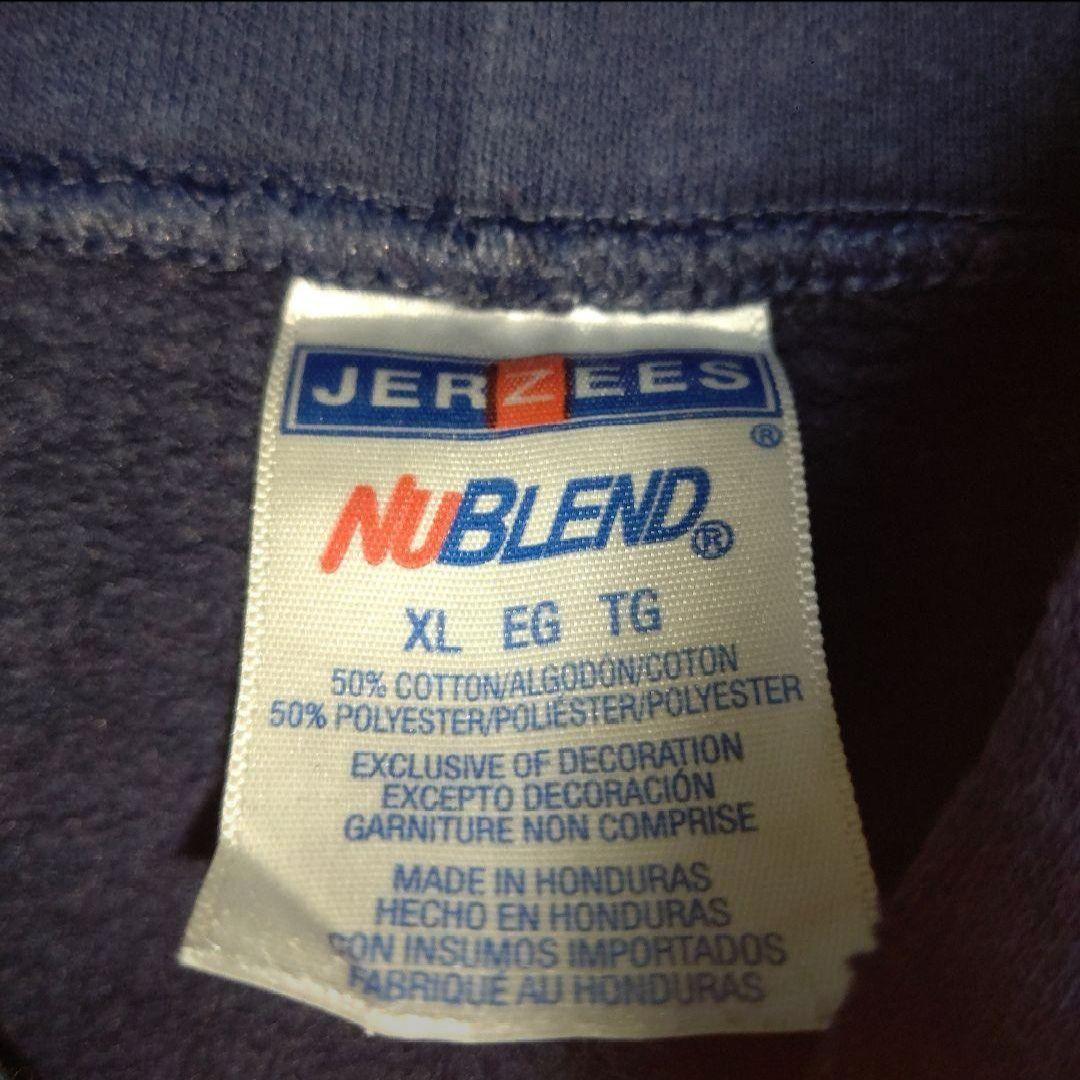 JERZEES
®
NUBLEND®
XL EG TG
50% COTTON/ALGODÓN/COTON
50% POLYESTER/POLIÉSTER/POLYESTER
EXCLUSIVE OF DECORATION
EXCEPTO DECORACIÓN
GARNITURE NON COMPRISE
MADE IN HONDURAS
HECHO EN HONDURAS
CON INSUMOS IMPORTADOS
FABRIQUÉ AU HONDURAS